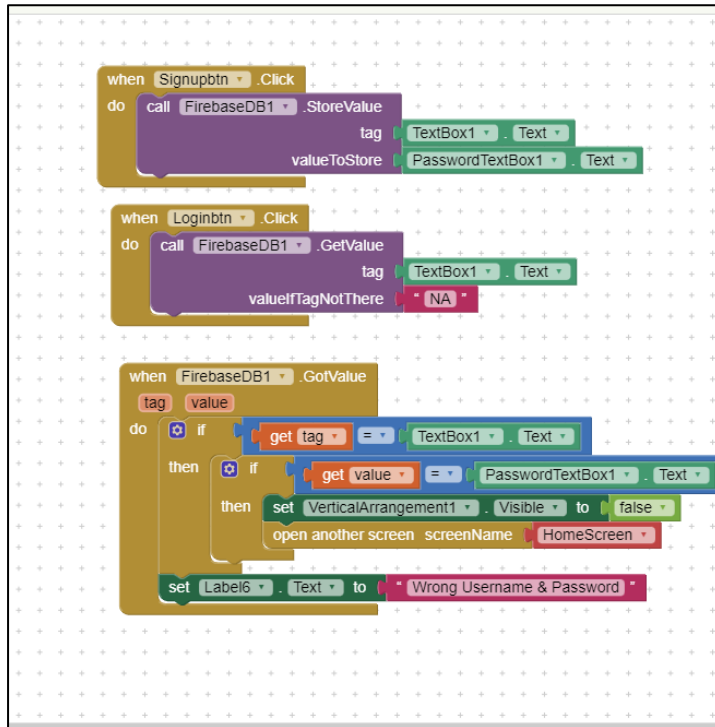 when Signupbtn .Click
do call FirebaseDB1 .StoreValue
tag TextBox1 . Text
valueToStore PasswordTextBox1 . Text
when Loginbtn .Click
do call FirebaseDB1 .GetValue
tag TextBox1 . Text
valueIfTagNotThere " NA "
when FirebaseDB1 .GotValue
tag value
do if get tag = TextBox1 . Text
then if get value = PasswordTextBox1 . Text
then set VerticalArrangement1 . Visible to false
open another screen screenName HomeScreen
set Label6 . Text to " Wrong Username & Password "